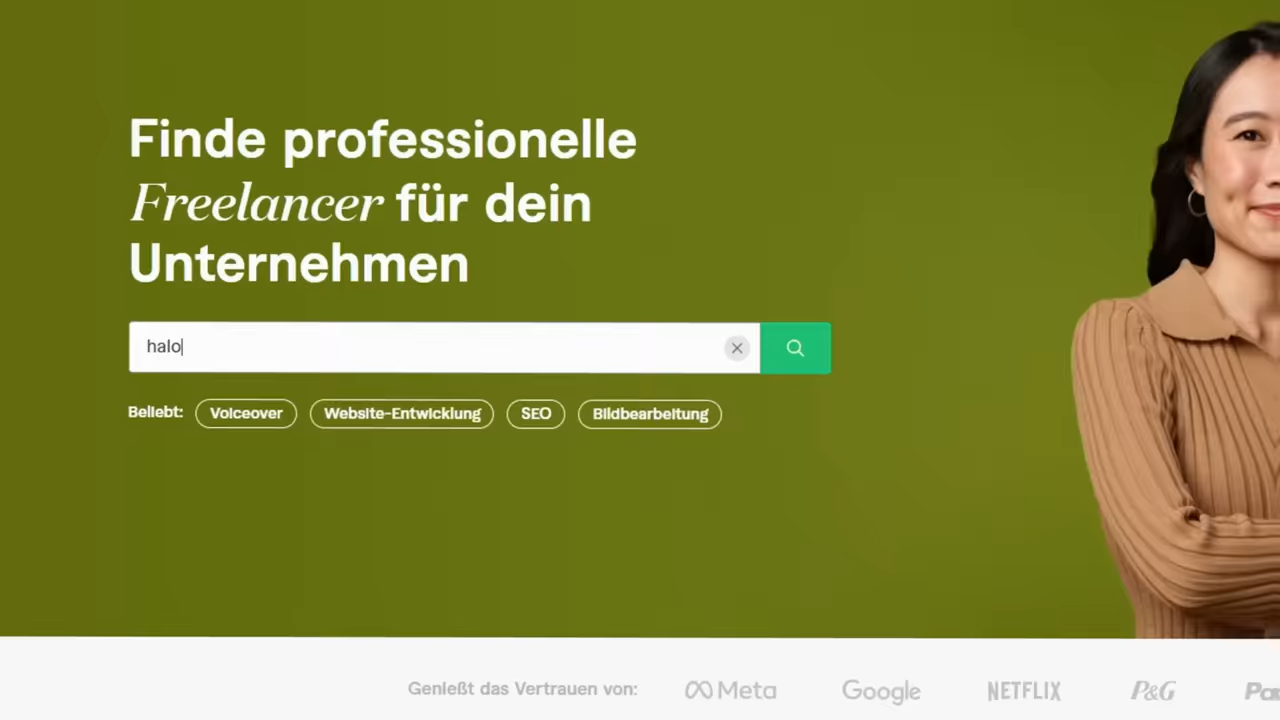 Finde professionelle
Freelancer für dein
Unternehmen
halo
Beliebt: Voiceover Website-Entwicklung SEO Bildbearbeitung
Genießt das Vertrauen von: Meta Google NETFLIX P&G